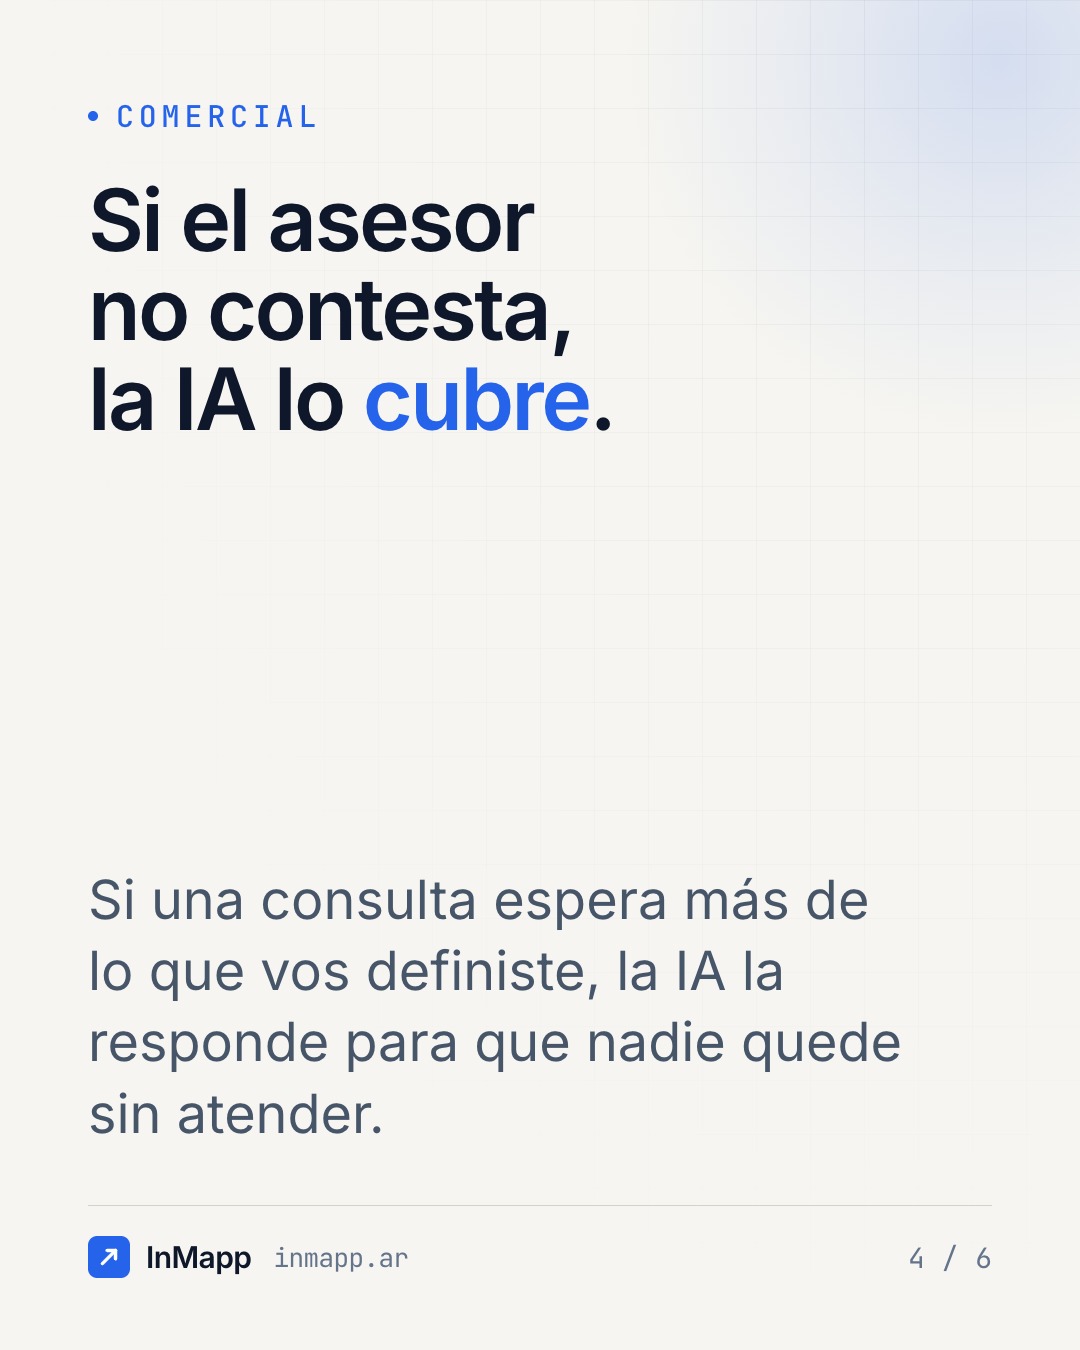 • COMERCIAL
Si el asesor
no contesta,
la IA lo cubre.
Si una consulta espera más de
lo que vos definiste, la IA la
responde para que nadie quede
sin atender.
InMapp inmapp.ar 4 / 6